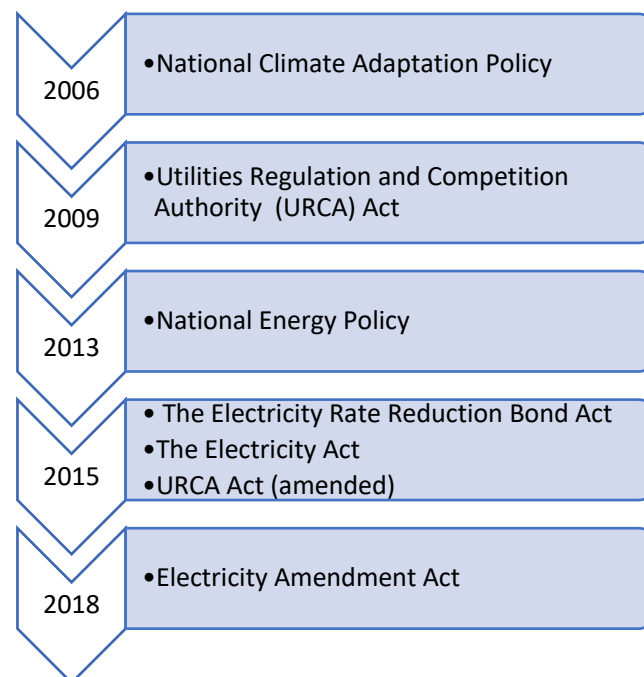 2006
•National Climate Adaptation Policy
2009
•Utilities Regulation and Competition
Authority (URCA) Act
2013
•National Energy Policy
2015
• The Electricity Rate Reduction Bond Act
•The Electricity Act
•URCA Act (amended)
2018
•Electricity Amendment Act